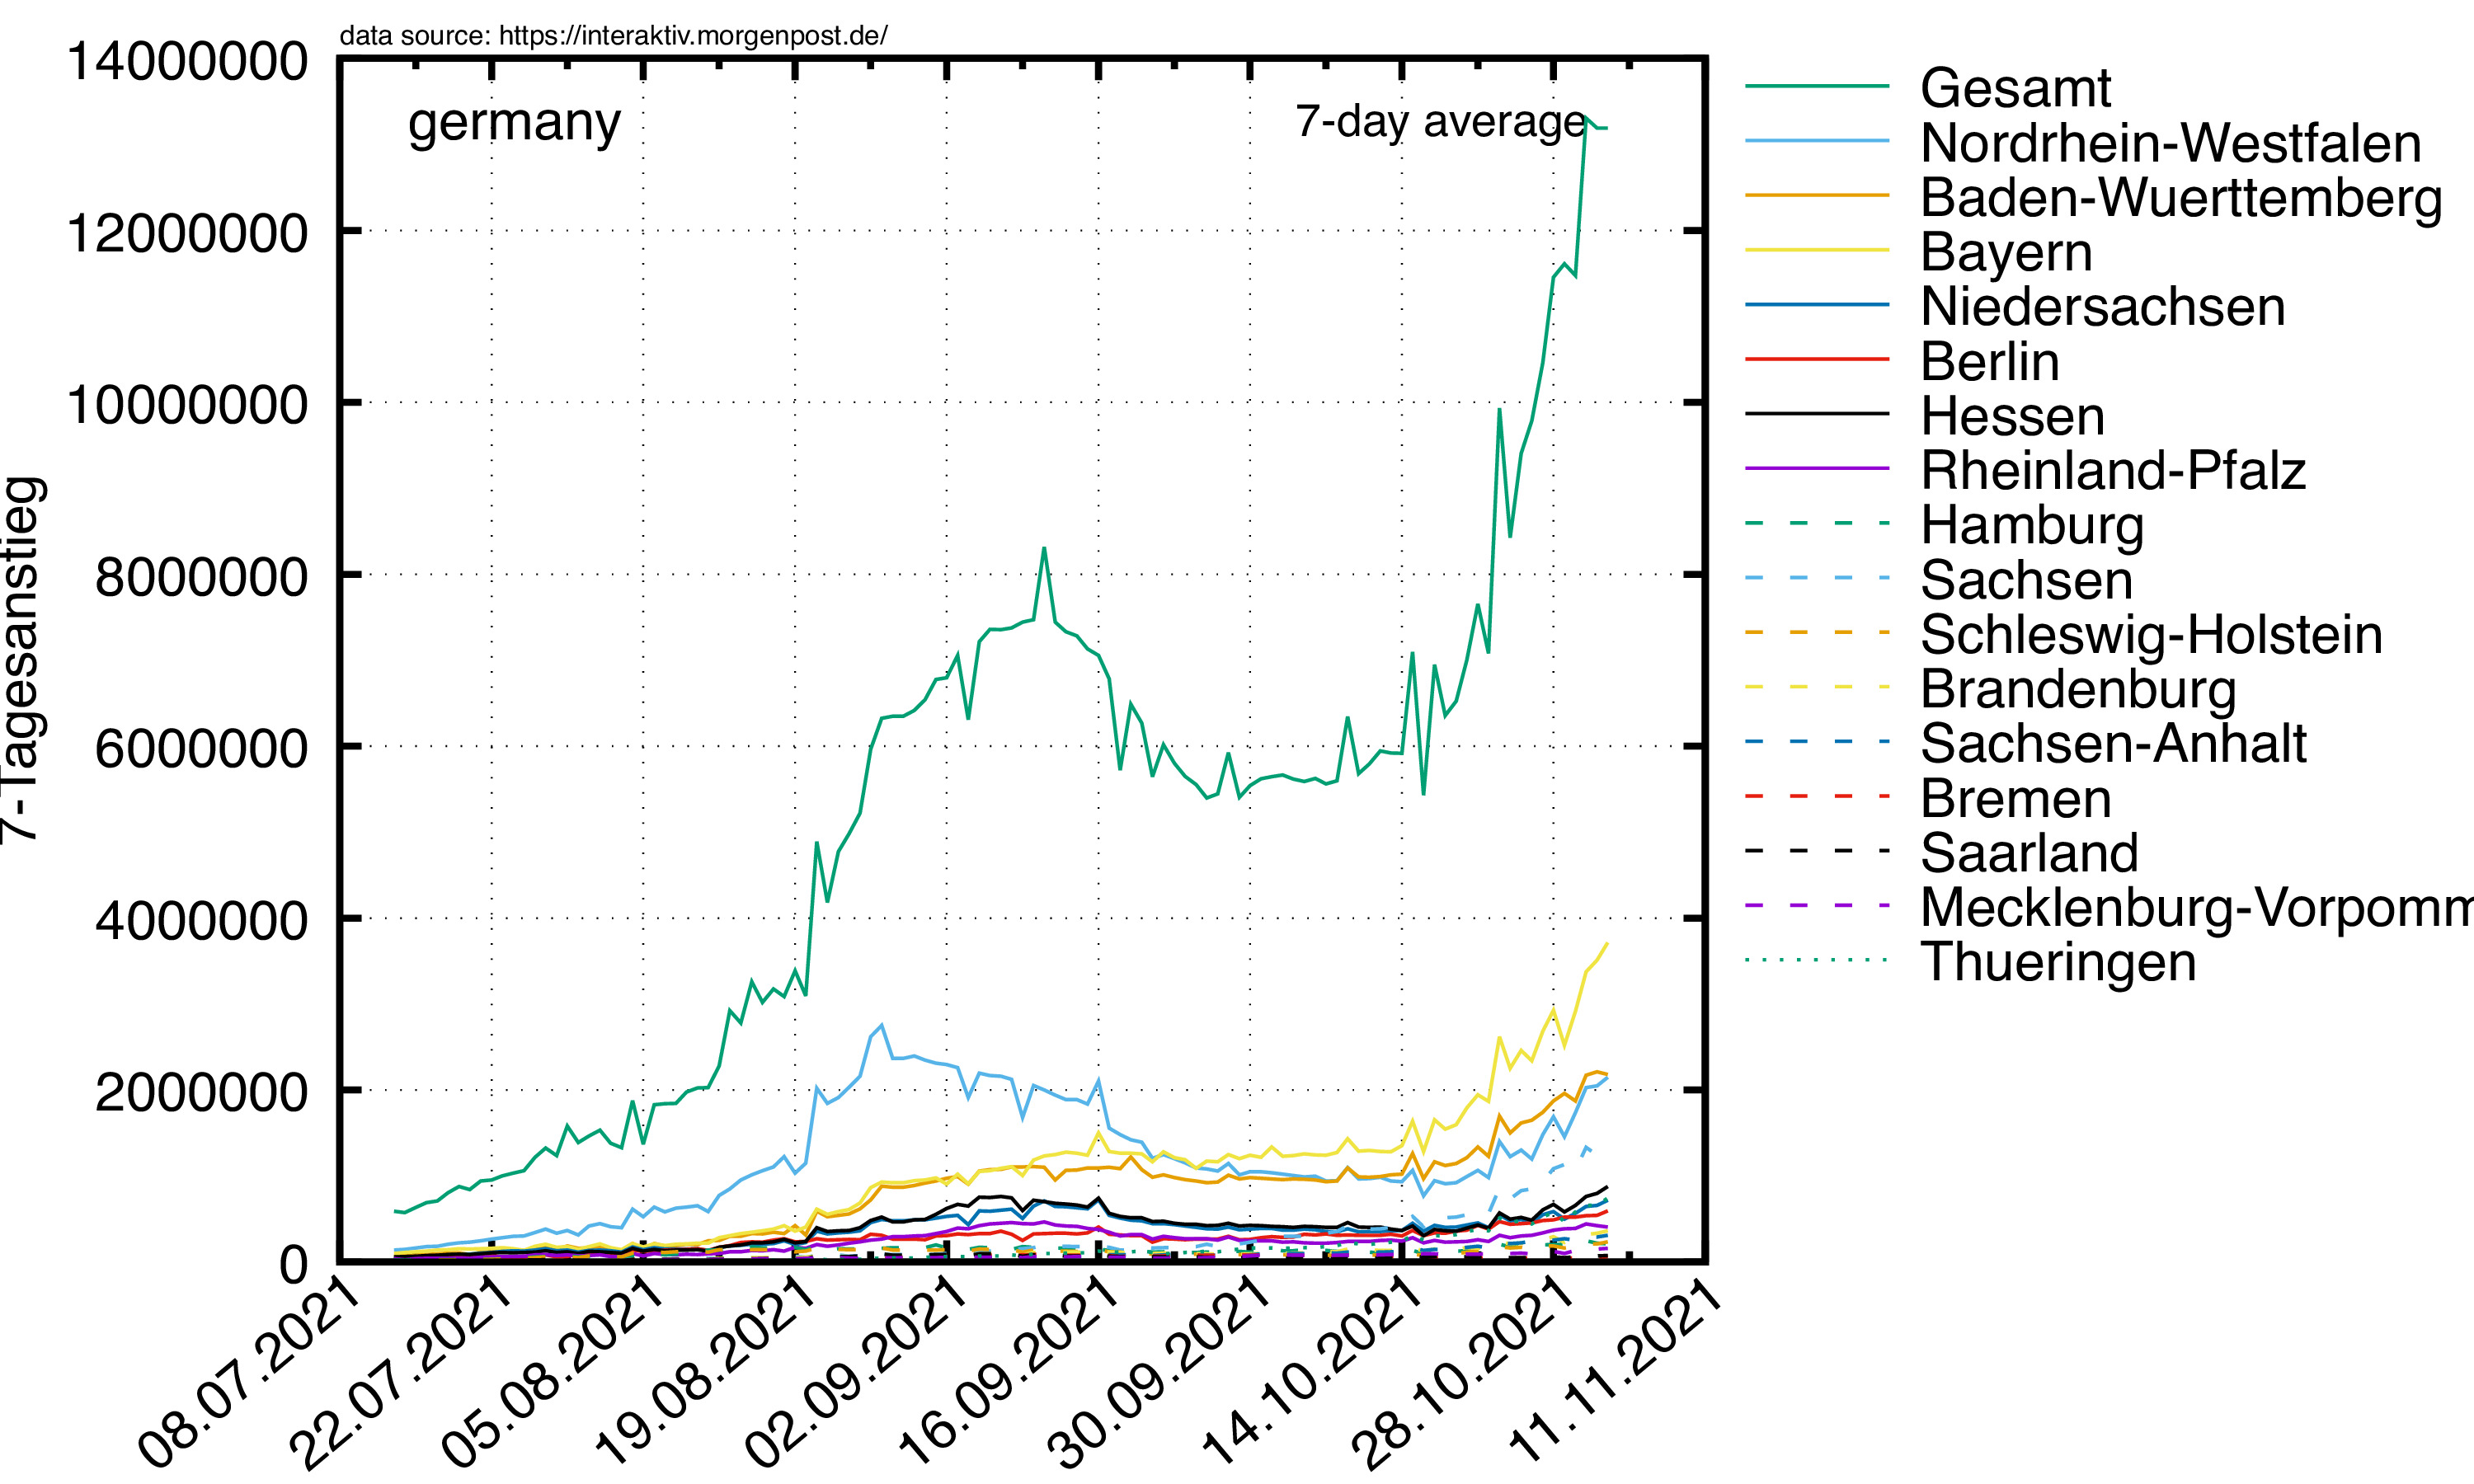 data source: https://interaktiv.morgenpost.de/
germany
7-day average
7-Tagesanstieg
14000000
12000000
10000000
8000000
6000000
4000000
2000000
0
08.07.2021
22.07.2021
05.08.2021
19.08.2021
02.09.2021
16.09.2021
30.09.2021
14.10.2021
28.10.2021
11.11.2021
Gesamt
Nordrhein-Westfalen
Baden-Wuerttemberg
Bayern
Niedersachsen
Berlin
Hessen
Rheinland-Pfalz
Hamburg
Sachsen
Schleswig-Holstein
Brandenburg
Sachsen-Anhalt
Bremen
Saarland
Mecklenburg-Vorpomm
Thueringen